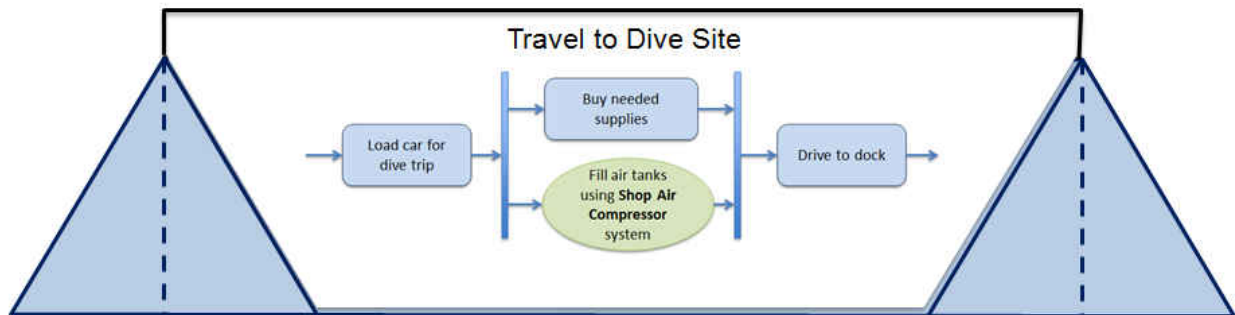 Travel to Dive Site
Load car for
dive trip
Buy needed
supplies
Fill air tanks
using Shop Air
Compressor
system
Drive to dock